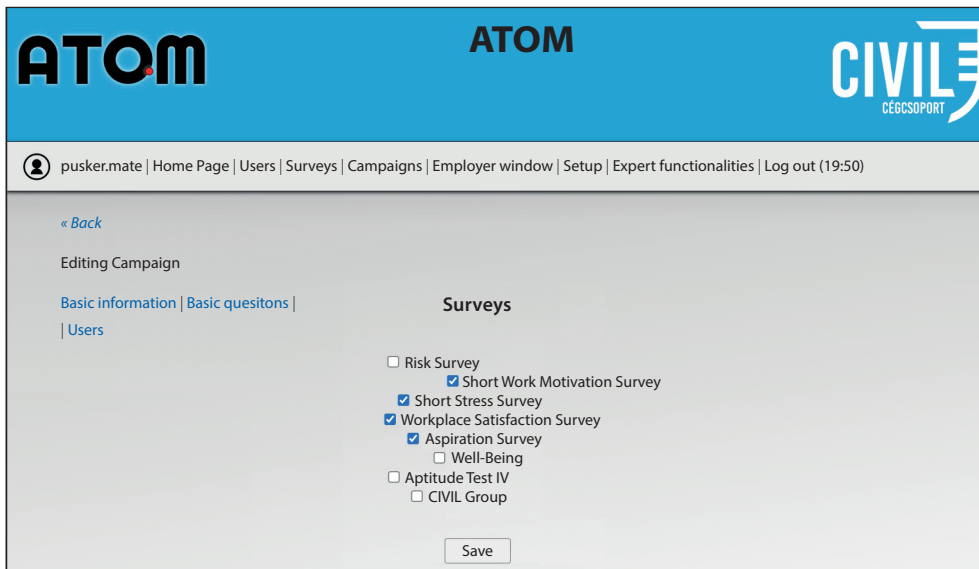 ATOM
ATOM
CIVIL
CÉGCSOPORT
pusker.mate | Home Page | Users | Surveys | Campaigns | Employer window | Setup | Expert functionalities | Log out (19:50)
« Back
Editing Campaign
Basic information | Basic quesitons |
| Users
Surveys
Risk Survey
Short Work Motivation Survey
Short Stress Survey
Workplace Satisfaction Survey
Aspiration Survey
Well-Being
Aptitude Test IV
CIVIL Group
Save